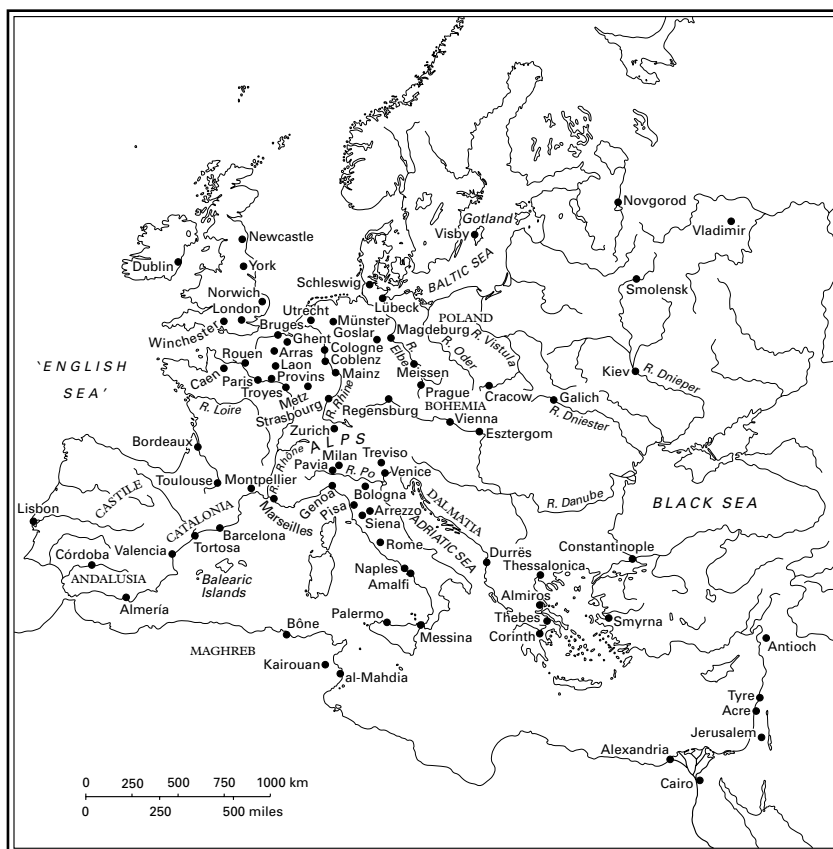 Novgorod
Gotland
Visby
Vladimir
Newcastle
Dublin
York
BALTIC SEA
Schleswig
Smolensk
Norwich
Lübeck
London
Utrecht
Münster
POLAND
Winchester
Bruges
Goslar
Magdeburg
Ghent
Cologne
R. Elbe
R. Oder
R. Vistula
‘ENGLISH
SEA’
Rouen
Arras
Coblenz
Laon
Meissen
Caen
Mainz
Kiev
R. Dnieper
Paris
Provins
Prague
Cracow
Galich
Troyes
Metz
R. Rhine
R. Loire
Strasbourg
Regensburg
BOHEMIA
R. Dniester
Vienna
Zurich
Esztergom
Bordeaux
ALPS
R. Rhône
Milan
Treviso
Pavia
R. Po
Venice
Toulouse
Montpellier
CASTILE
Genoa
Bologna
R. Danube
BLACK SEA
Marseilles
Pisa
Arrezzo
DALMATIA
Lisbon
CATALONIA
Siena
ADRIATIC SEA
Barcelona
Tortosa
Rome
Constantinople
Córdoba
Valencia
Durrës
Thessalonica
ANDALUSIA
Balearic
Islands
Naples
Amalfi
Almería
Almiros
Palermo
Thebes
Smyrna
Bône
Messina
Corinth
MAGHREB
Antioch
Kairouan
al-Mahdia
Tyre
Acre
Jerusalem
Alexandria
Cairo
0 250 500 750 1000 km
0 250 500 miles